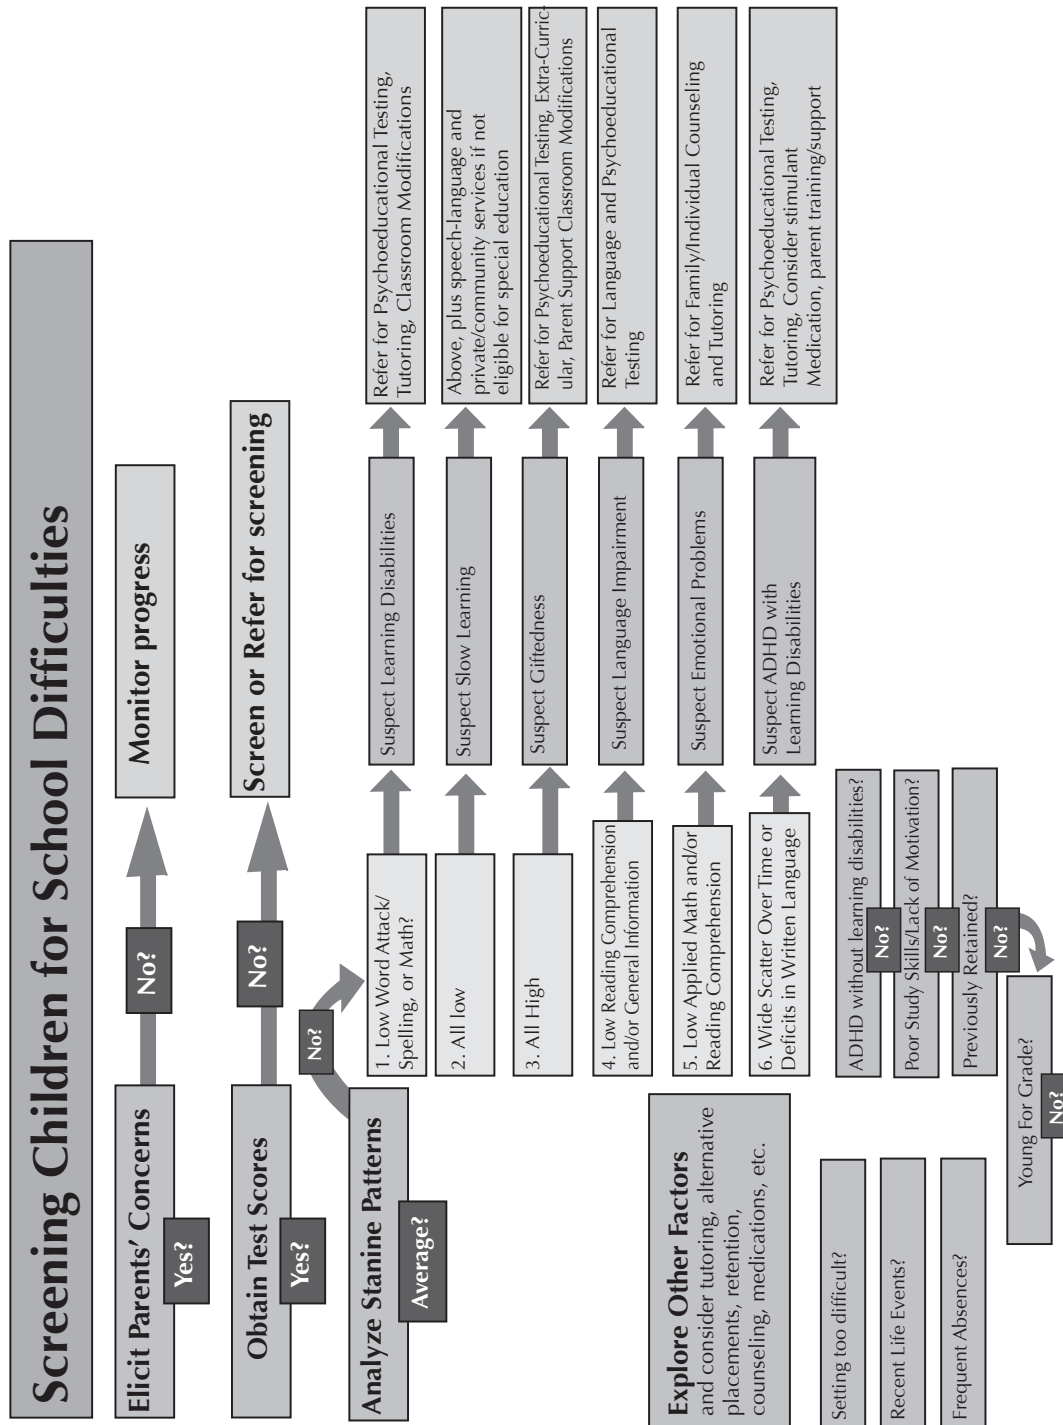 Screening Children for School Difficulties
Elicit Parents' Concerns
Yes?
No?
Monitor progress
Obtain Test Scores
Yes?
No?
Screen or Refer for screening
Analyze Stanine Patterns
Average?
No?
1. Low Word Attack/
Spelling, or Math?
Suspect Learning Disabilities
Refer for Psychoeducational Testing,
Tutoring, Classroom Modifications
2. All low
Suspect Slow Learning
Above, plus speech-language and
private/community services if not
eligible for special education
3. All High
Suspect Giftedness
Refer for Psychoeducational Testing, Extra-Curric-
ular, Parent Support Classroom Modifications
4. Low Reading Comprehension
and/or General Information
Suspect Language Impairment
Refer for Language and Psychoeducational
Testing
5. Low Applied Math and/or
Reading Comprehension
Suspect Emotional Problems
Refer for Family/Individual Counseling
and Tutoring
6. Wide Scatter Over Time or
Deficits in Written Language
Suspect ADHD with
Learning Disabilities
Refer for Psychoeducational Testing,
Tutoring, Consider stimulant
Medication, parent training/support
Explore Other Factors
and consider tutoring, alternative
placements, retention,
counseling, medications, etc.
ADHD without learning disabilities?
No?
Poor Study Skills/Lack of Motivation?
No?
Previously Retained?
No?
Young For Grade?
No?
Setting too difficult?
Recent Life Events?
Frequent Absences?